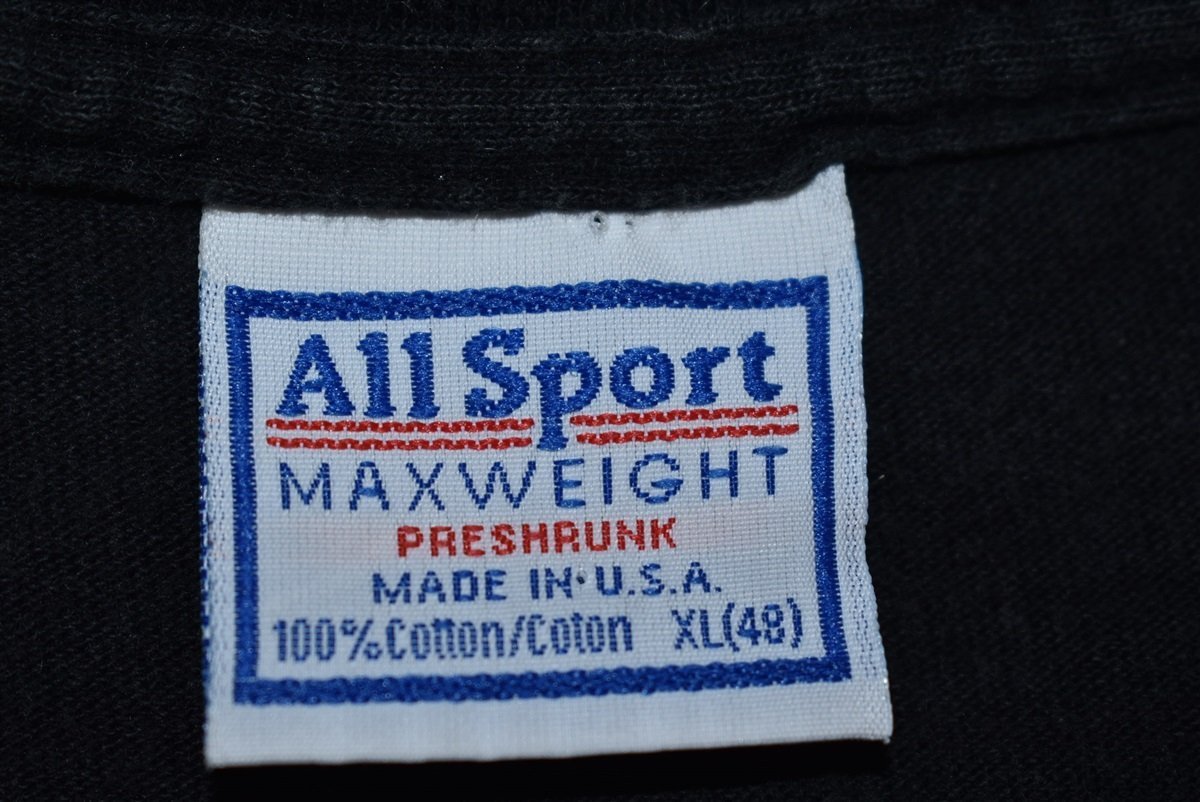 All Sport
MAXWEIGHT
PRESHRUNK
MADE IN U.S.A.
100% Cotton/Coton XL(48)